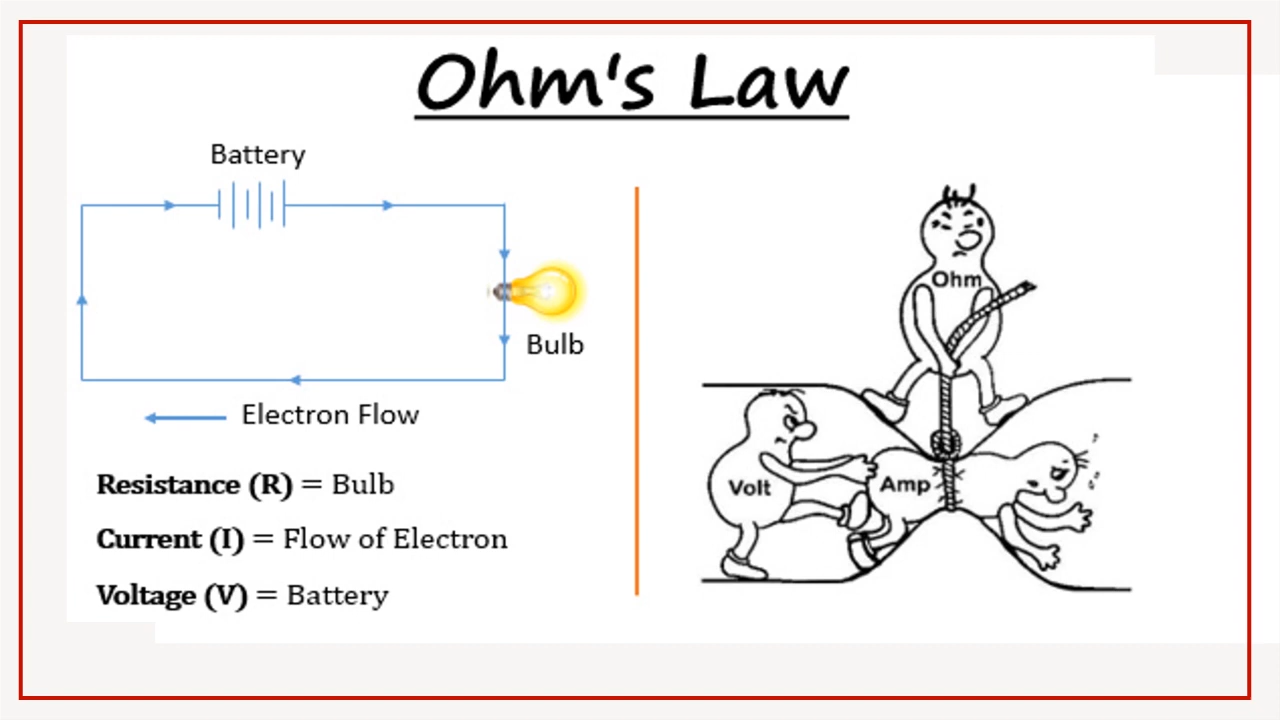 Ohm's Law
Battery
Bulb
Electron Flow
Resistance (R) = Bulb
Current (I) = Flow of Electron
Voltage (V) = Battery
Ohm
Volt
Amp